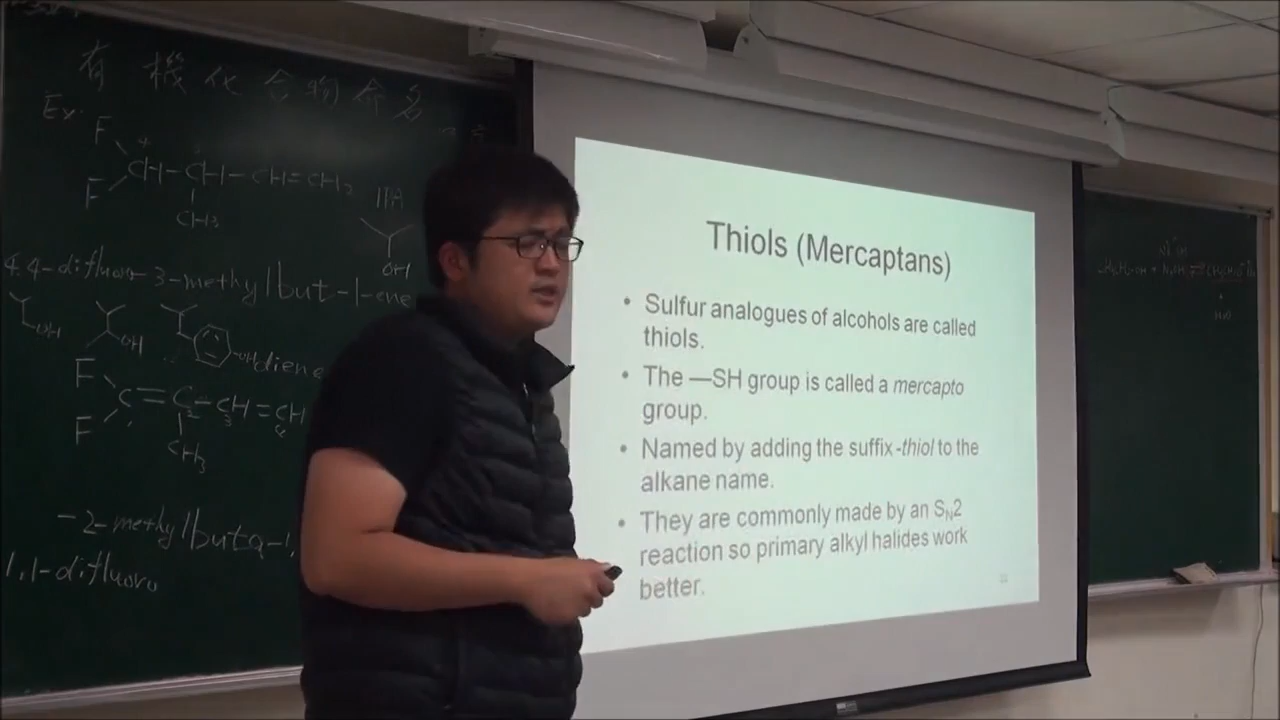 有機化合物命名
Ex:
F
CH-CH-CH=CH2
F
CH3
IPA
OH
4.4-difluoro-3-methylbut-1-ene
OH
OH
-OH
diene
F
C=C-CH=CH
F
CH3
-2-methylbuta-1,
1,1-difluoro
Thiols (Mercaptans)
• Sulfur analogues of alcohols are called
thiols.
• The —SH group is called a mercapto
group.
• Named by adding the suffix -thiol to the
alkane name.
• They are commonly made by an SN2
reaction so primary alkyl halides work
better.